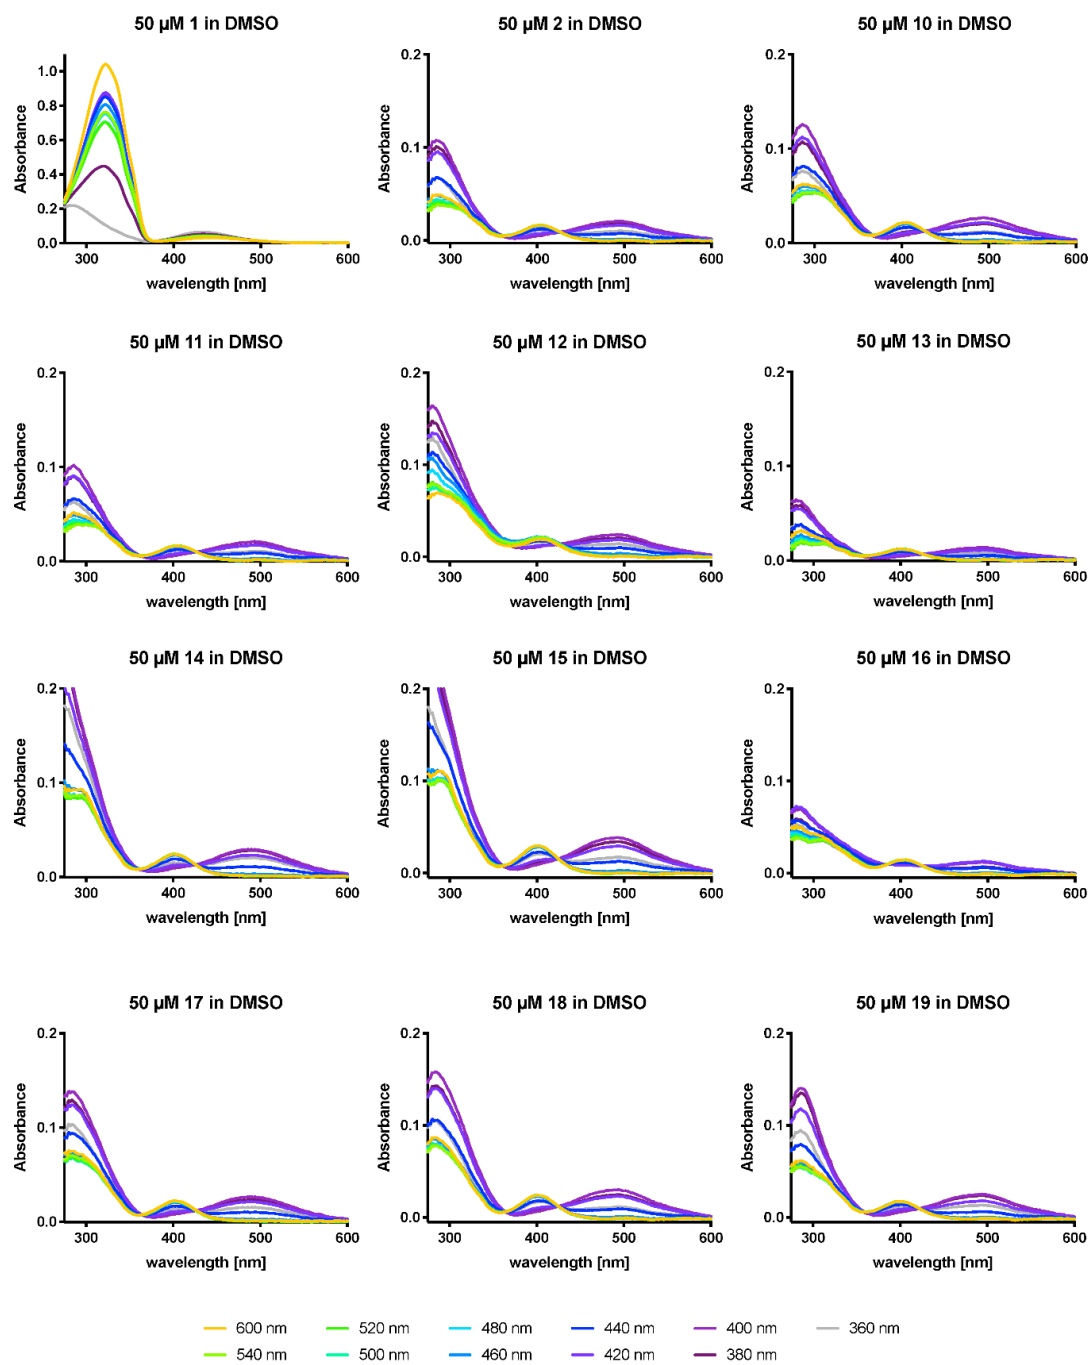 50 µM 1 in DMSO
1.0
0.8
0.6
0.4
0.2
0.0
Absorbance
300 400 500 600
wavelength [nm]
50 µM 2 in DMSO
0.2
0.1
0.0
Absorbance
300 400 500 600
wavelength [nm]
50 µM 10 in DMSO
0.2
0.1
0.0
Absorbance
300 400 500 600
wavelength [nm]
50 µM 11 in DMSO
0.2
0.1
0.0
Absorbance
300 400 500 600
wavelength [nm]
50 µM 12 in DMSO
0.2
0.1
0.0
Absorbance
300 400 500 600
wavelength [nm]
50 µM 13 in DMSO
0.2
0.1
0.0
Absorbance
300 400 500 600
wavelength [nm]
50 µM 14 in DMSO
0.2
0.1
0.0
Absorbance
300 400 500 600
wavelength [nm]
50 µM 15 in DMSO
0.2
0.1
0.0
Absorbance
300 400 500 600
wavelength [nm]
50 µM 16 in DMSO
0.2
0.1
0.0
Absorbance
300 400 500 600
wavelength [nm]
50 µM 17 in DMSO
0.2
0.1
0.0
Absorbance
300 400 500 600
wavelength [nm]
50 µM 18 in DMSO
0.2
0.1
0.0
Absorbance
300 400 500 600
wavelength [nm]
50 µM 19 in DMSO
0.2
0.1
0.0
Absorbance
300 400 500 600
wavelength [nm]
600 nm 520 nm 480 nm 440 nm 400 nm 360 nm
540 nm 500 nm 460 nm 420 nm 380 nm